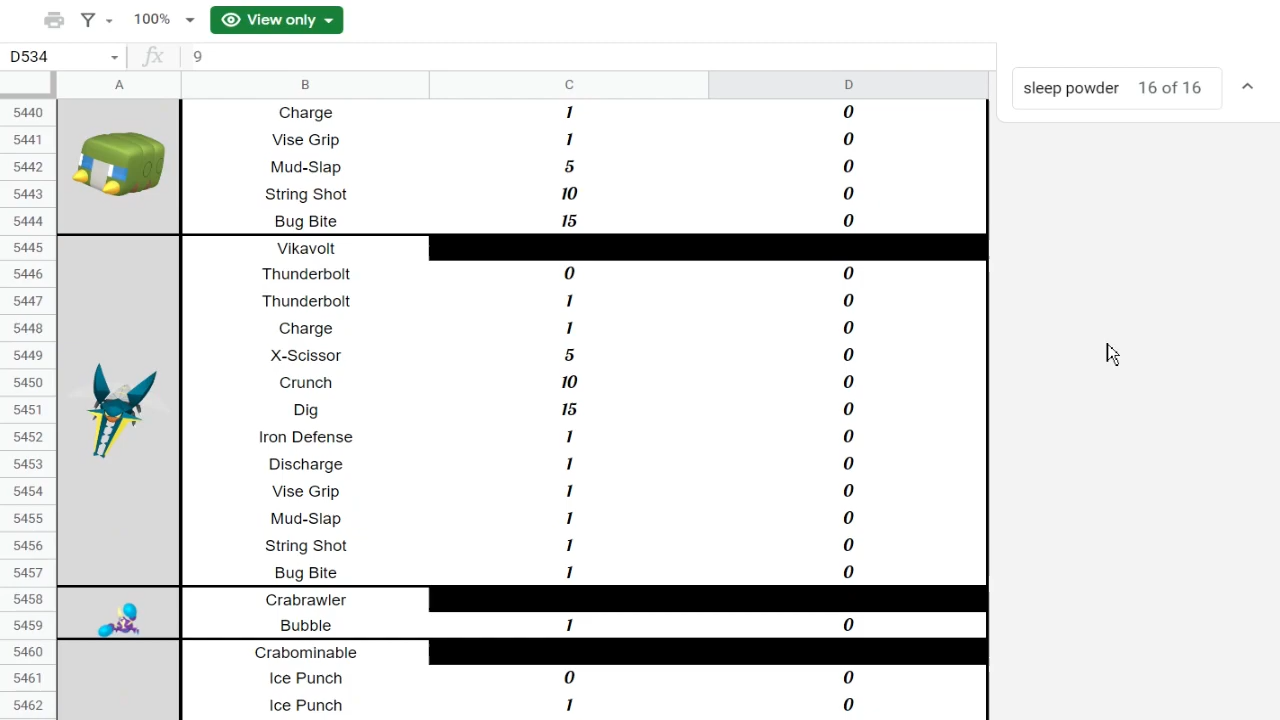 100% View only
D534 fx 9
sleep powder 16 of 16
A B C D
5440 Charge 1 0
5441 Vise Grip 1 0
5442 Mud-Slap 5 0
5443 String Shot 10 0
5444 Bug Bite 15 0
5445 Vikavolt
5446 Thunderbolt 0 0
5447 Thunderbolt 1 0
5448 Charge 1 0
5449 X-Scissor 5 0
5450 Crunch 10 0
5451 Dig 15 0
5452 Iron Defense 1 0
5453 Discharge 1 0
5454 Vise Grip 1 0
5455 Mud-Slap 1 0
5456 String Shot 1 0
5457 Bug Bite 1 0
5458 Crabrawler
5459 Bubble 1 0
5460 Crabominable
5461 Ice Punch 0 0
5462 Ice Punch 1 0